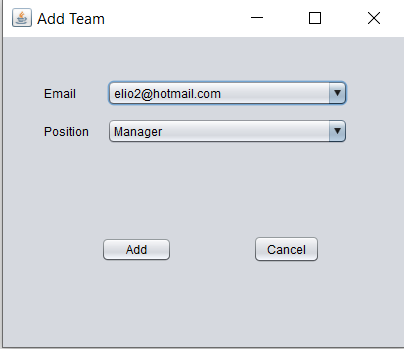 Add Team
Email elio2@hotmail.com
Position Manager
Add Cancel